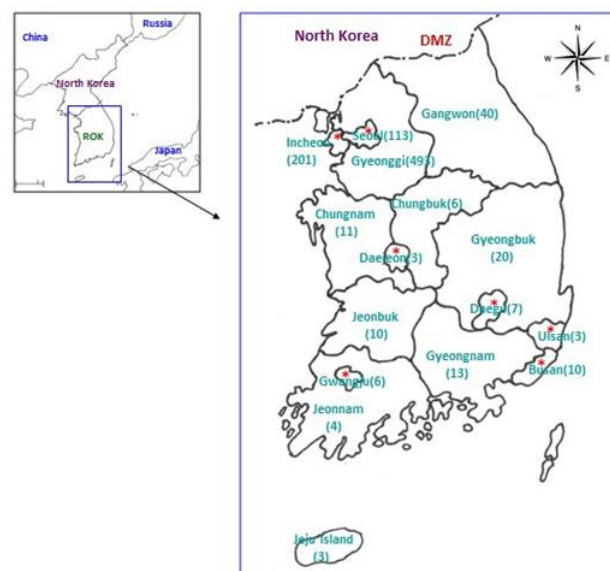 Russia
China
North Korea
ROK
Japan
North Korea
DMZ
N
W
E
S
Gangwon(40)
Seoul(113)
Incheon
(201)
Gyeonggi(493)
Chungbuk(6)
Chungnam
(11)
Gyeongbuk
(20)
Daejeon(3)
Daegu(7)
Jeonbuk
(10)
Ulsan(3)
Gyeongnam
(13)
Busan(10)
Gwangju(6)
Jeonnam
(4)
Jeju Island
(3)